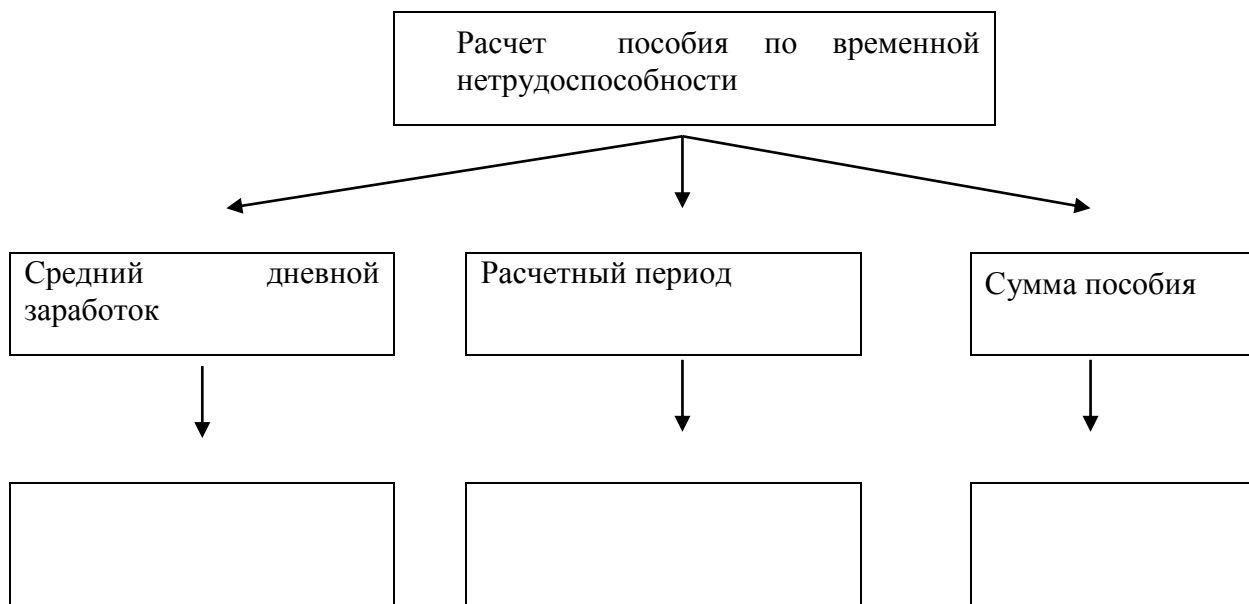 Расчет пособия по временной
нетрудоспособности
Средний дневной
заработок
Расчетный период
Сумма пособия